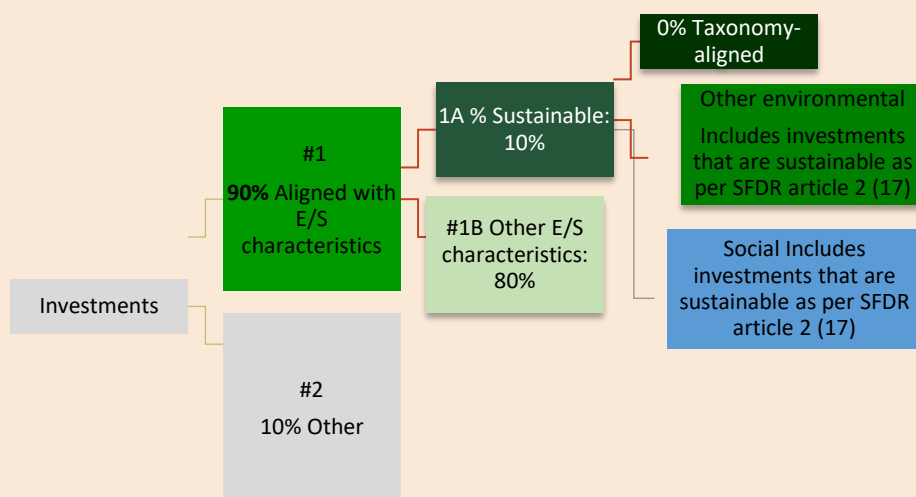 Investments
#1
90% Aligned with
E/S
characteristics
#2
10% Other
1A % Sustainable:
10%
#1B Other E/S
characteristics:
80%
0% Taxonomy-
aligned
Other environmental
Includes investments
that are sustainable as
per SFDR article 2 (17)
Social Includes
investments that are
sustainable as per SFDR
article 2 (17)